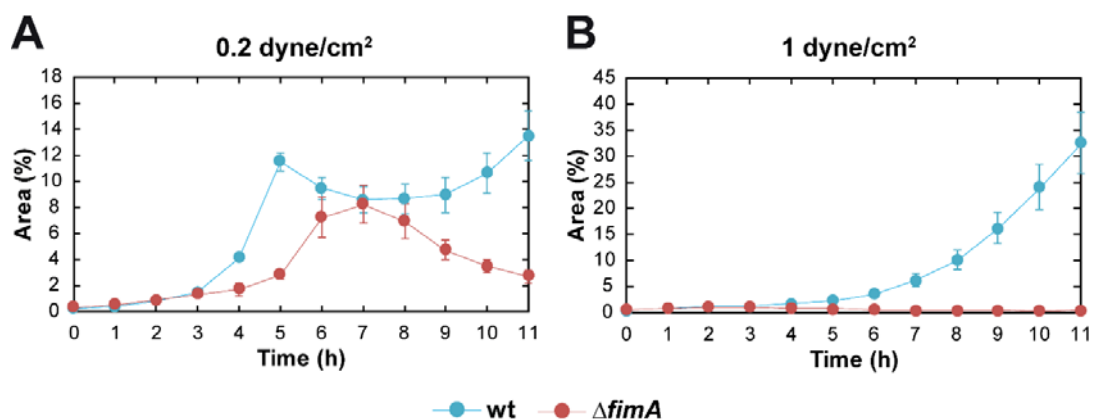 A
0.2 dyne/cm²
18
16
14
12
10
8
6
4
2
0
Area (%)
0 1 2 3 4 5 6 7 8 9 10 11
Time (h)
B
1 dyne/cm²
45
40
35
30
25
20
15
10
5
0
Area (%)
0 1 2 3 4 5 6 7 8 9 10 11
Time (h)
wt ΔfimA